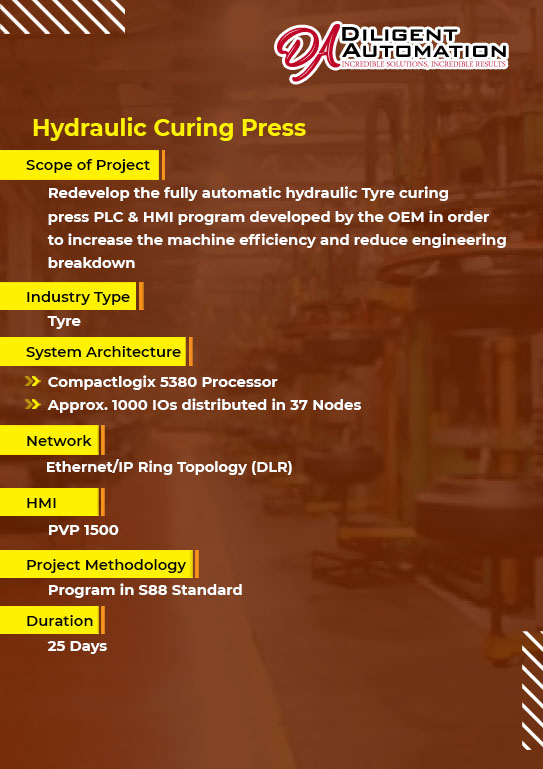 DA
DILIGENT
AUTOMATION
INCREDIBLE SOLUTIONS, INCREDIBLE RESULTS
Hydraulic Curing Press
Scope of Project
Redevelop the fully automatic hydraulic Tyre curing
press PLC & HMI program developed by the OEM in order
to increase the machine efficiency and reduce engineering
breakdown
Industry Type
Tyre
System Architecture
Compactlogix 5380 Processor
Approx. 1000 IOs distributed in 37 Nodes
Network
Ethernet/IP Ring Topology (DLR)
HMI
PVP 1500
Project Methodology
Program in S88 Standard
Duration
25 Days